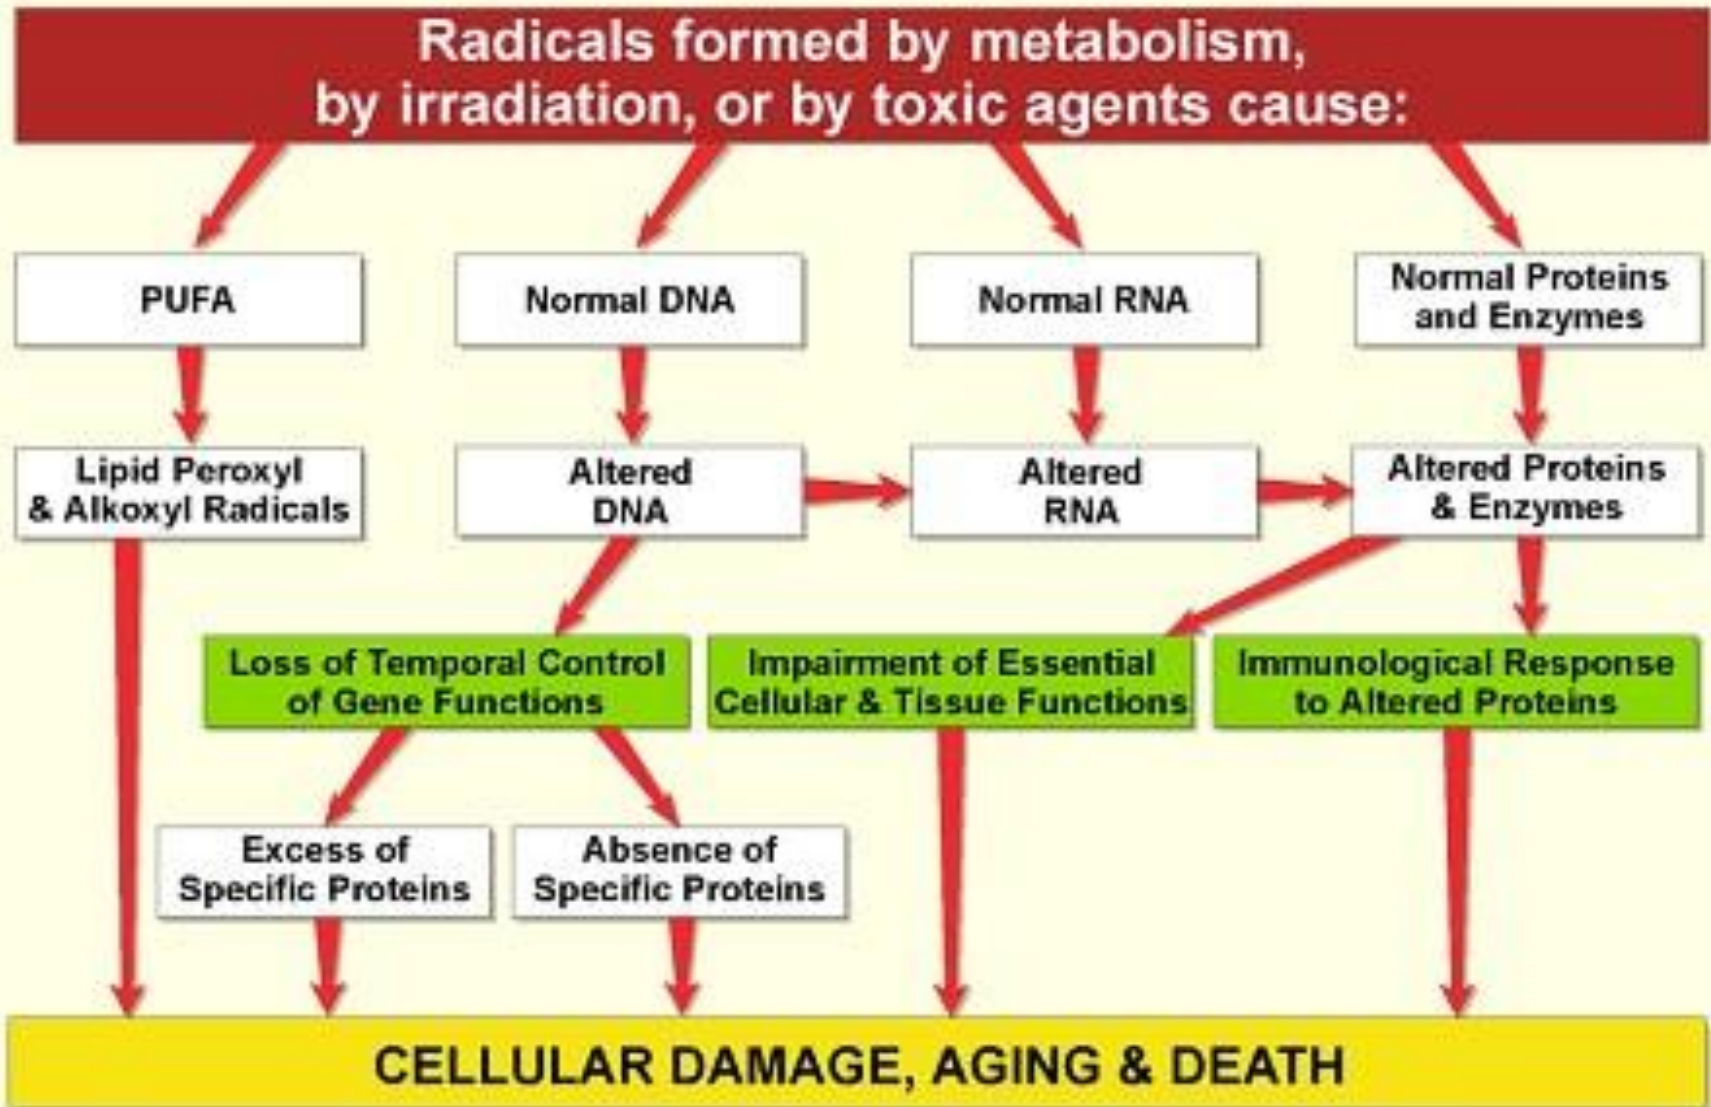 Radicals formed by metabolism,
by irradiation, or by toxic agents cause:
PUFA
Normal DNA
Normal RNA
Normal Proteins
and Enzymes
Lipid Peroxyl
& Alkoxyl Radicals
Altered
DNA
Altered
RNA
Altered Proteins
& Enzymes
Loss of Temporal Control
of Gene Functions
Impairment of Essential
Cellular & Tissue Functions
Immunological Response
to Altered Proteins
Excess of
Specific Proteins
Absence of
Specific Proteins
CELLULAR DAMAGE, AGING & DEATH